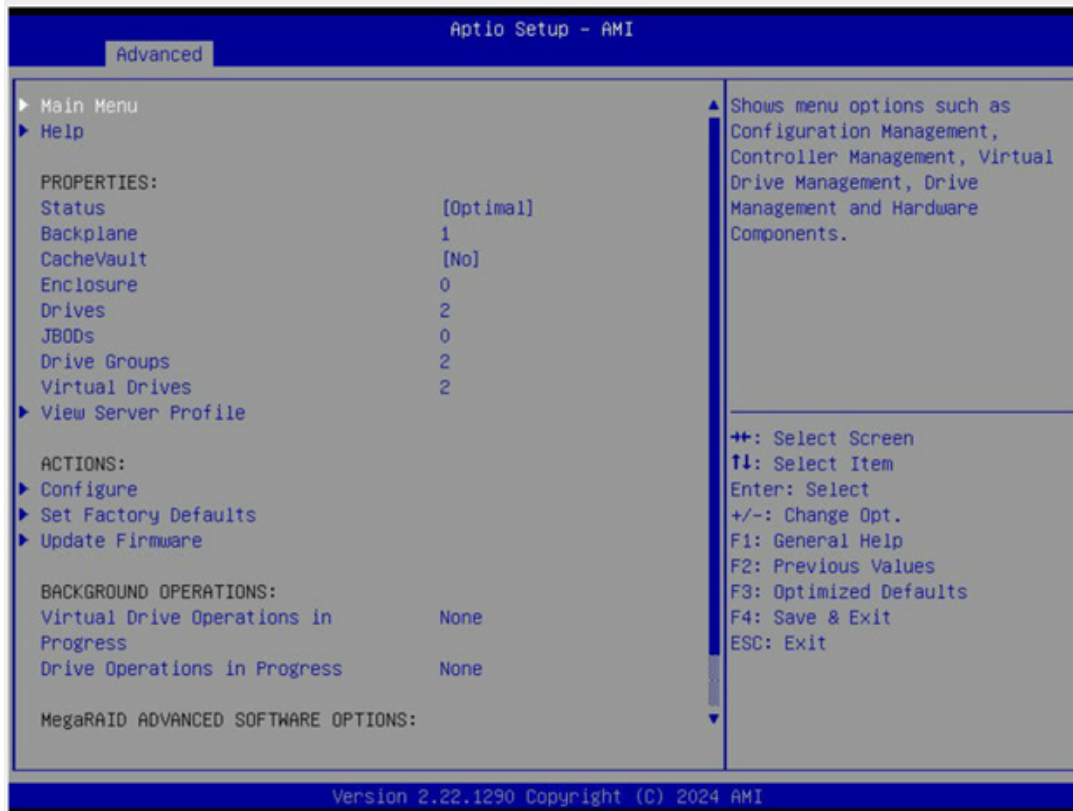 Aptio Setup - AMI
Advanced
Main Menu
Help
PROPERTIES:
Status [Optimal]
Backplane 1
CacheVault [No]
Enclosure 0
Drives 2
JBODs 0
Drive Groups 2
Virtual Drives 2
View Server Profile
ACTIONS:
Configure
Set Factory Defaults
Update Firmware
BACKGROUND OPERATIONS:
Virtual Drive Operations in None
Progress
Drive Operations in Progress None
MegaRAID ADVANCED SOFTWARE OPTIONS:
Shows menu options such as
Configuration Management,
Controller Management, Virtual
Drive Management, Drive
Management and Hardware
Components.
→←: Select Screen
↑↓: Select Item
Enter: Select
+/-: Change Opt.
F1: General Help
F2: Previous Values
F3: Optimized Defaults
F4: Save & Exit
ESC: Exit
Version 2.22.1290 Copyright (C) 2024 AMI